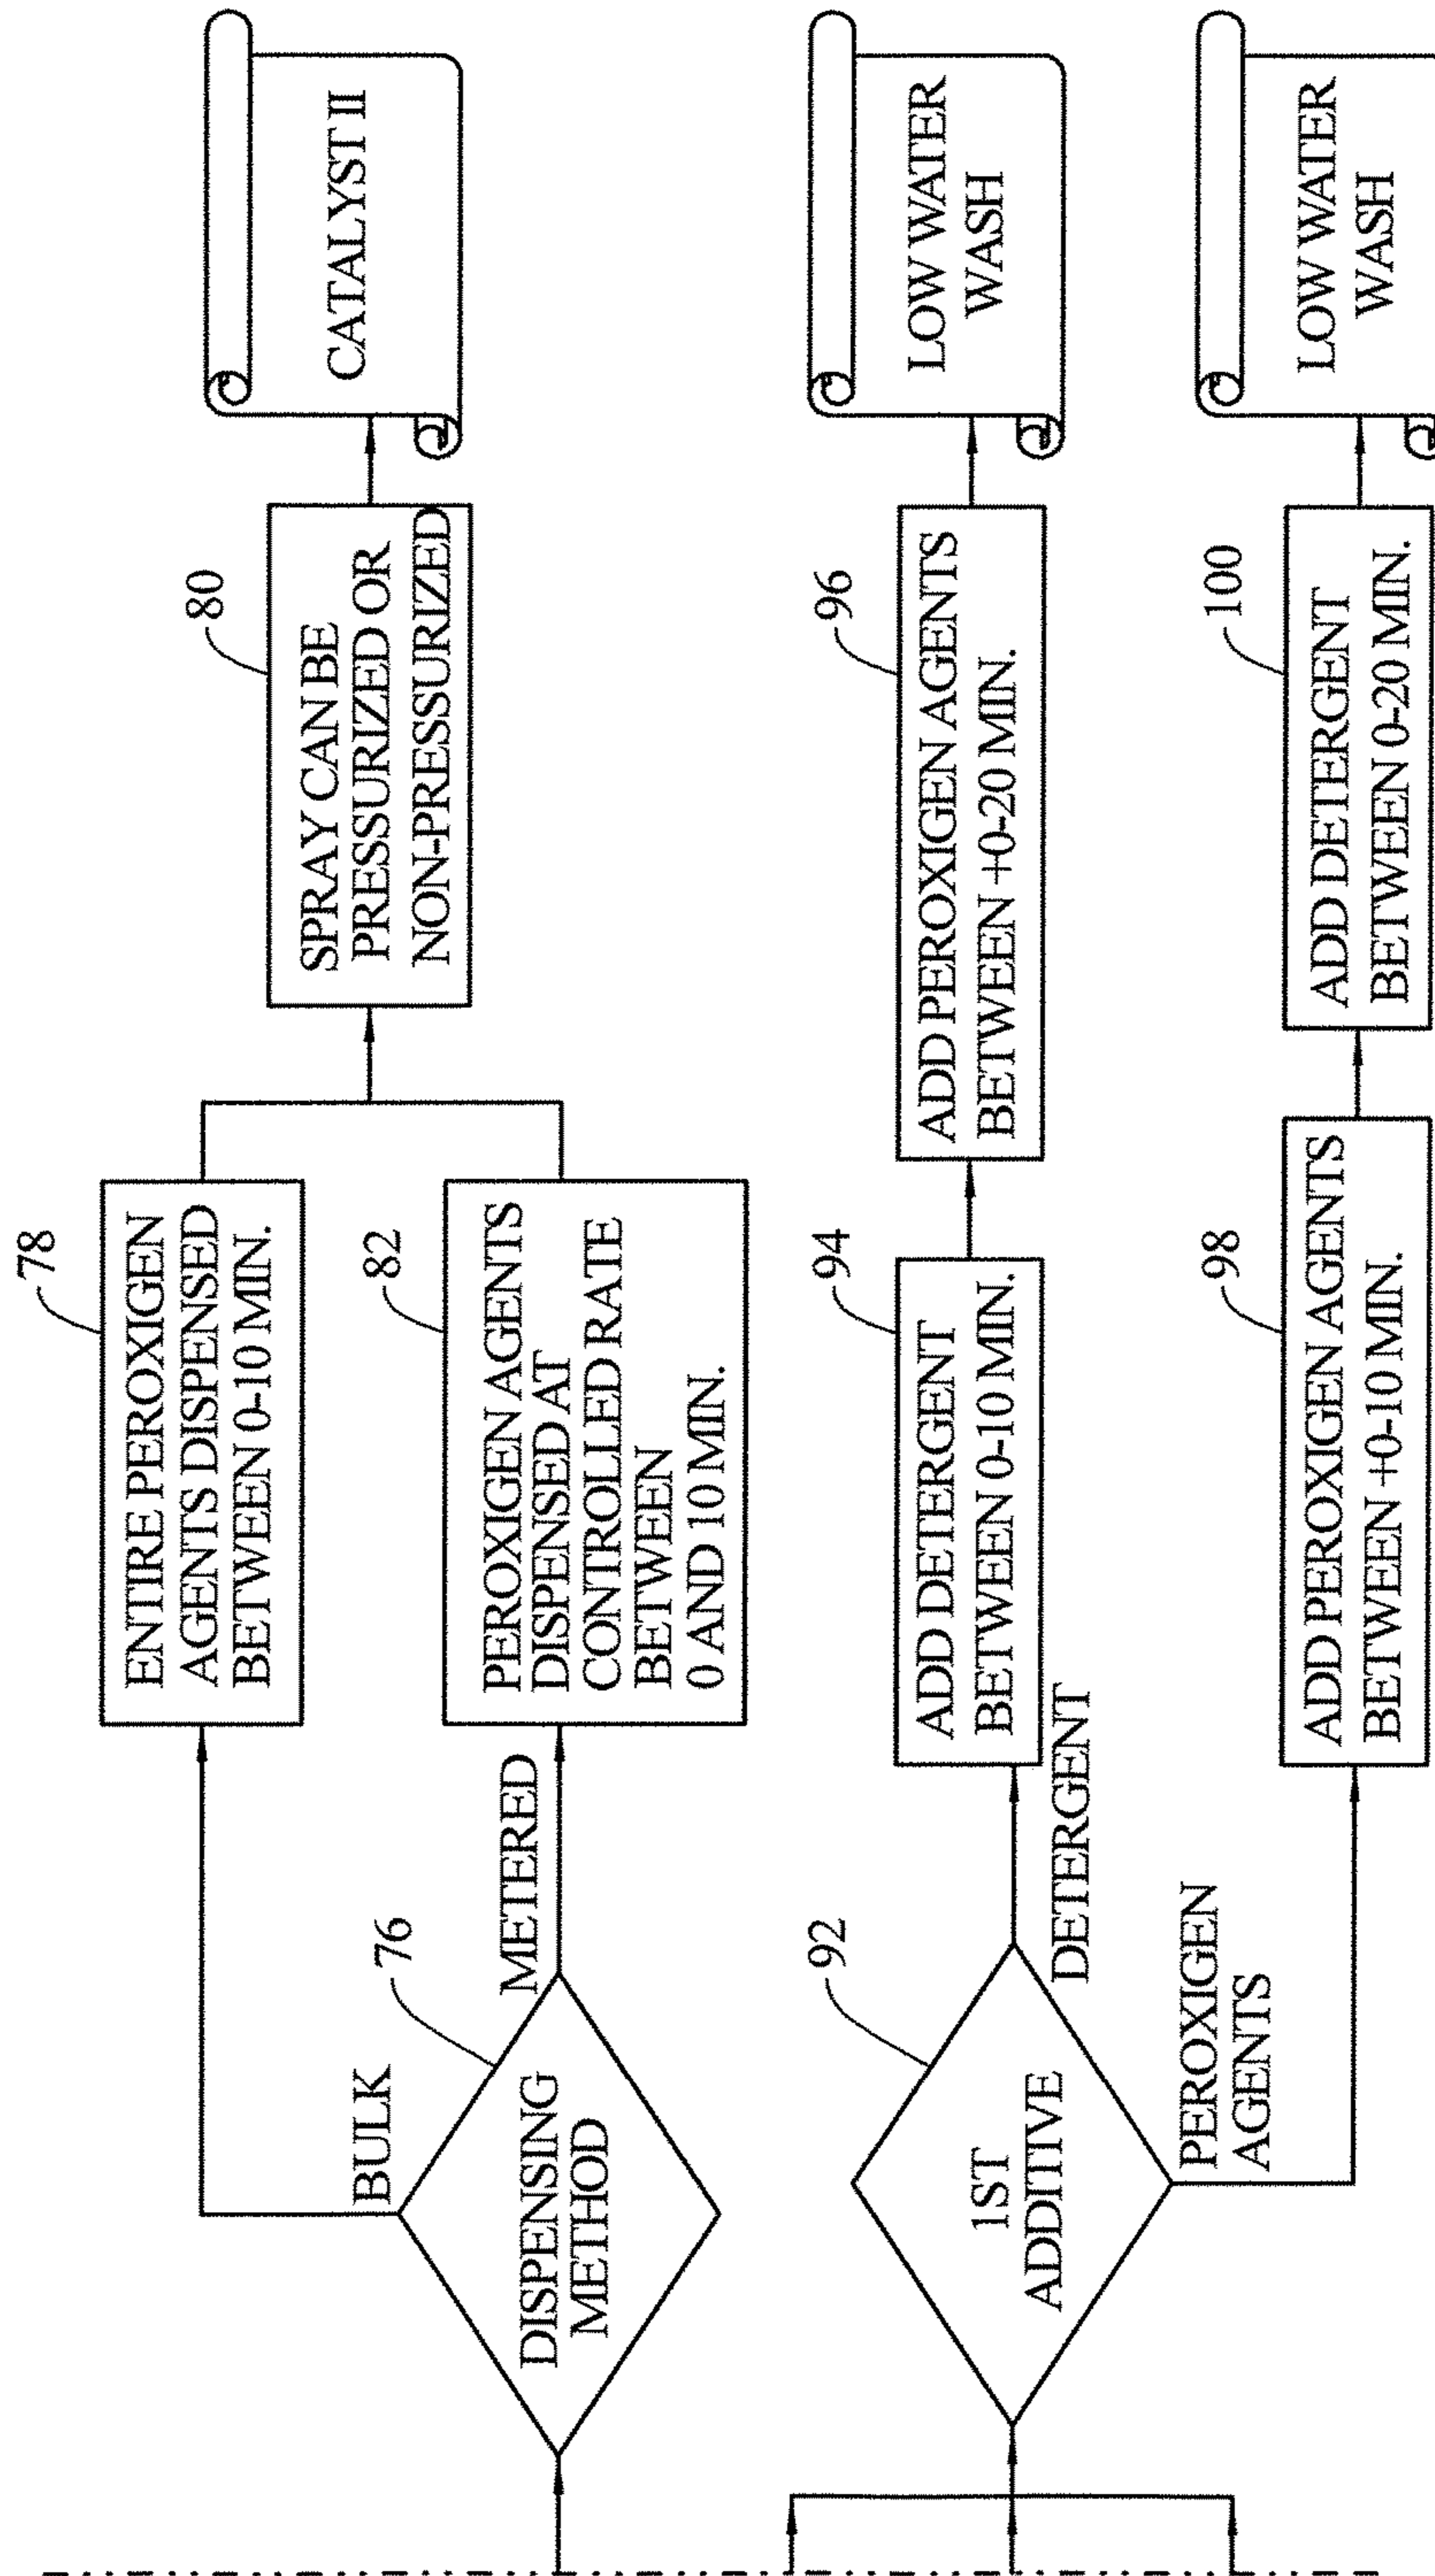 78
ENTIRE PEROXIGEN
AGENTS DISPENSED
BETWEEN 0-10 MIN.
BULK
76
DISPENSING
METHOD
METERED
82
PEROXIGEN AGENTS
DISPENSED AT
CONTROLLED RATE
BETWEEN
0 AND 10 MIN.
80
SPRAY CAN BE
PRESSURIZED OR
NON-PRESSURIZED
CATALYST II
92
1ST
ADDITIVE
DETERGENT
94
ADD DETERGENT
BETWEEN 0-10 MIN.
96
ADD PEROXIGEN AGENTS
BETWEEN +0-20 MIN.
LOW WATER
WASH
PEROXIGEN
AGENTS
98
ADD PEROXIGEN AGENTS
BETWEEN +0-10 MIN.
100
ADD DETERGENT
BETWEEN 0-20 MIN.
LOW WATER
WASH